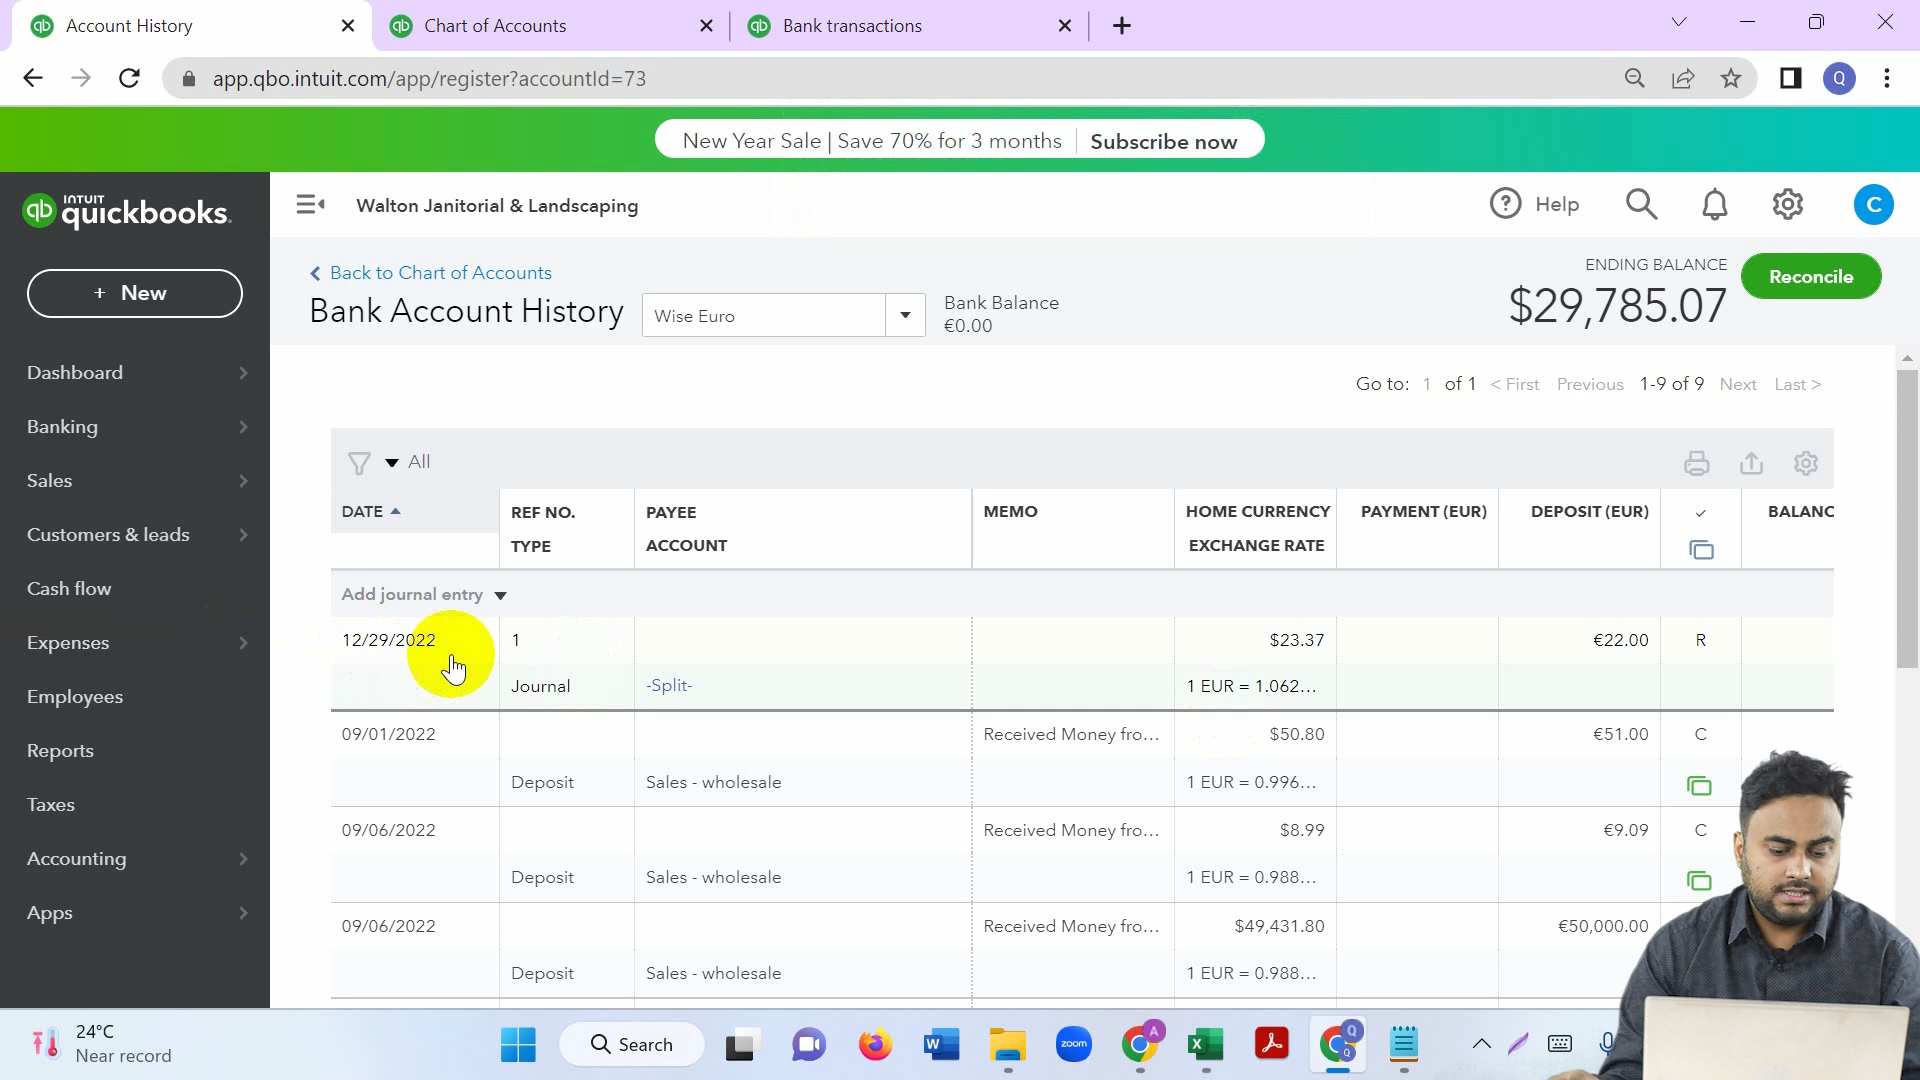 Account History
Chart of Accounts
Bank transactions
app.qbo.intuit.com/app/register?accountId=73
Q
New Year Sale | Save 70% for 3 months
Subscribe now
qb
INTUIT
quickbooks.
Walton Janitorial & Landscaping
Help
C
+ New
Back to Chart of Accounts
Bank Account History
Wise Euro
Bank Balance
€0.00
ENDING BALANCE
$29,785.07
Reconcile
Dashboard
Banking
Sales
Customers & leads
Cash flow
Expenses
Employees
Reports
Taxes
Accounting
Apps
Go to: 1 of 1 < First Previous 1-9 of 9 Next Last >
All
DATE
REF NO.
TYPE
PAYEE
ACCOUNT
MEMO
HOME CURRENCY
EXCHANGE RATE
PAYMENT (EUR)
DEPOSIT (EUR)
BALANC
Add journal entry
12/29/2022 1 $23.37 €22.00 R
Journal -Split- 1 EUR = 1.062...
09/01/2022 Received Money fro... $50.80 €51.00 C
Deposit Sales - wholesale 1 EUR = 0.996...
09/06/2022 Received Money fro... $8.99 €9.09 C
Deposit Sales - wholesale 1 EUR = 0.988...
09/06/2022 Received Money fro... $49,431.80 €50,000.00
Deposit Sales - wholesale 1 EUR = 0.988...
24°C
Near record
Search
W
zoom
A
X
Q
Q